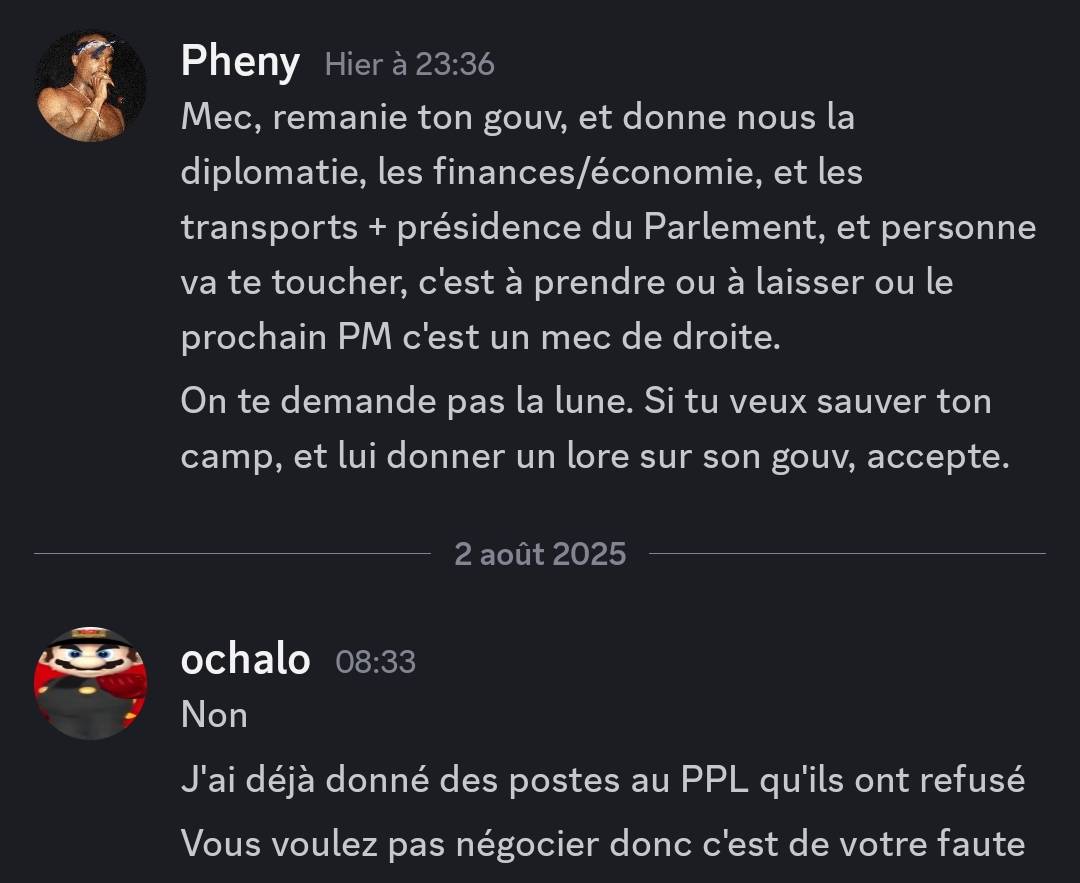 Pheny Hier à 23:36
Mec, remanie ton gouv, et donne nous la
diplomatie, les finances/économie, et les
transports + présidence du Parlement, et personne
va te toucher, c'est à prendre ou à laisser ou le
prochain PM c'est un mec de droite.
On te demande pas la lune. Si tu veux sauver ton
camp, et lui donner un lore sur son gouv, accepte.
2 août 2025
ochalo 08:33
Non
J'ai déjà donné des postes au PPL qu'ils ont refusé
Vous voulez pas négocier donc c'est de votre faute